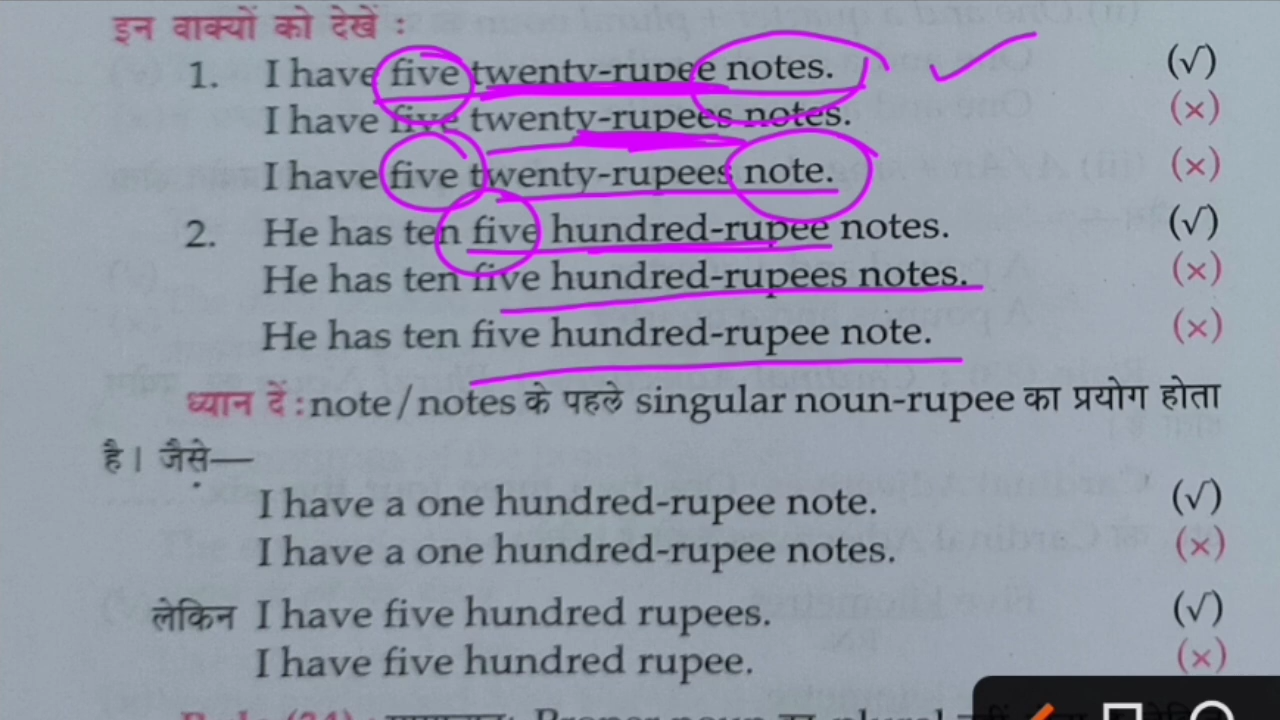 इन वाक्यों को देखें :
1. I have five twenty-rupee notes. (√)
I have five twenty-rupees notes. (×)
I have five twenty-rupees note. (×)
2. He has ten five hundred-rupee notes. (√)
He has ten five hundred-rupees notes. (×)
He has ten five hundred-rupee note. (×)
ध्यान दें : note/notes के पहले singular noun-rupee का प्रयोग होता
है। जैसे—
I have a one hundred-rupee note. (√)
I have a one hundred-rupee notes. (×)
लेकिन I have five hundred rupees. (√)
I have five hundred rupee. (×)